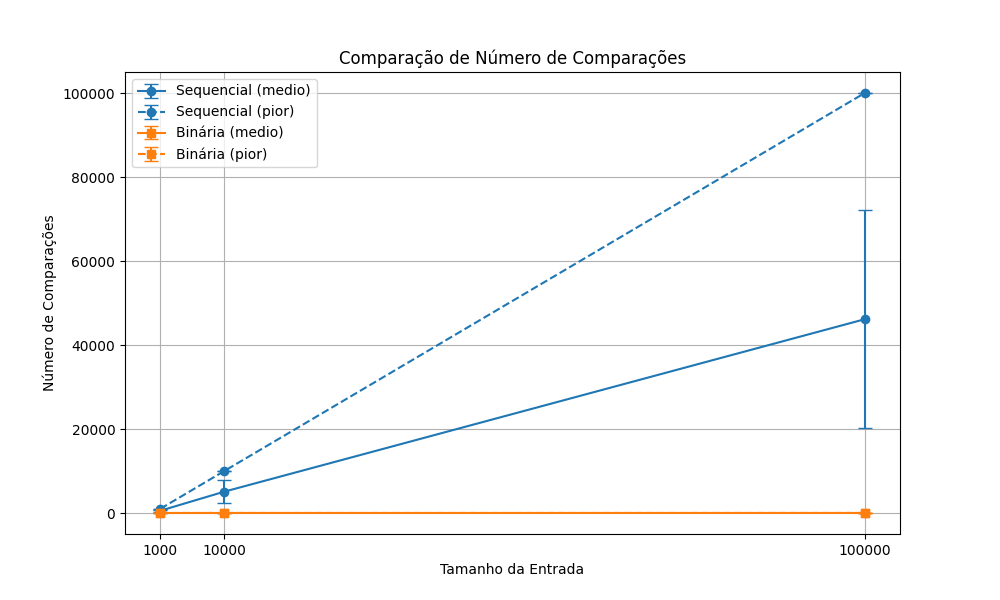 Comparação de Número de Comparações
Sequencial (medio)
Sequencial (pior)
Binária (medio)
Binária (pior)
100000
80000
60000
40000
20000
0
Número de Comparações
1000
10000
100000
Tamanho da Entrada